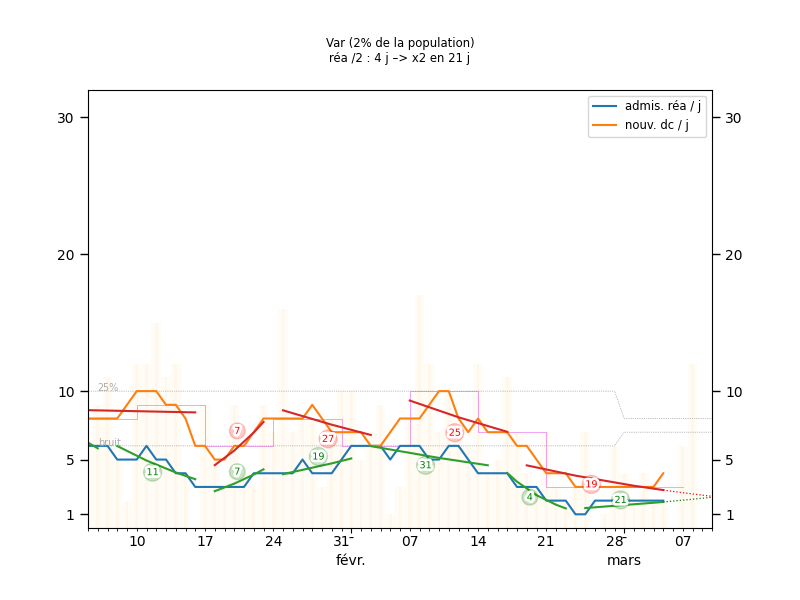 Var (2% de la population)
réa /2 : 4 j –> x2 en 21 j
admis. réa / j
nouv. dc / j
30 30
20 20
10 10
5 5
1 1
25%
bruit
7
27
25
19
11
7
19
31
4
21
10 17 24 31 07 14 21 28 07
févr. mars